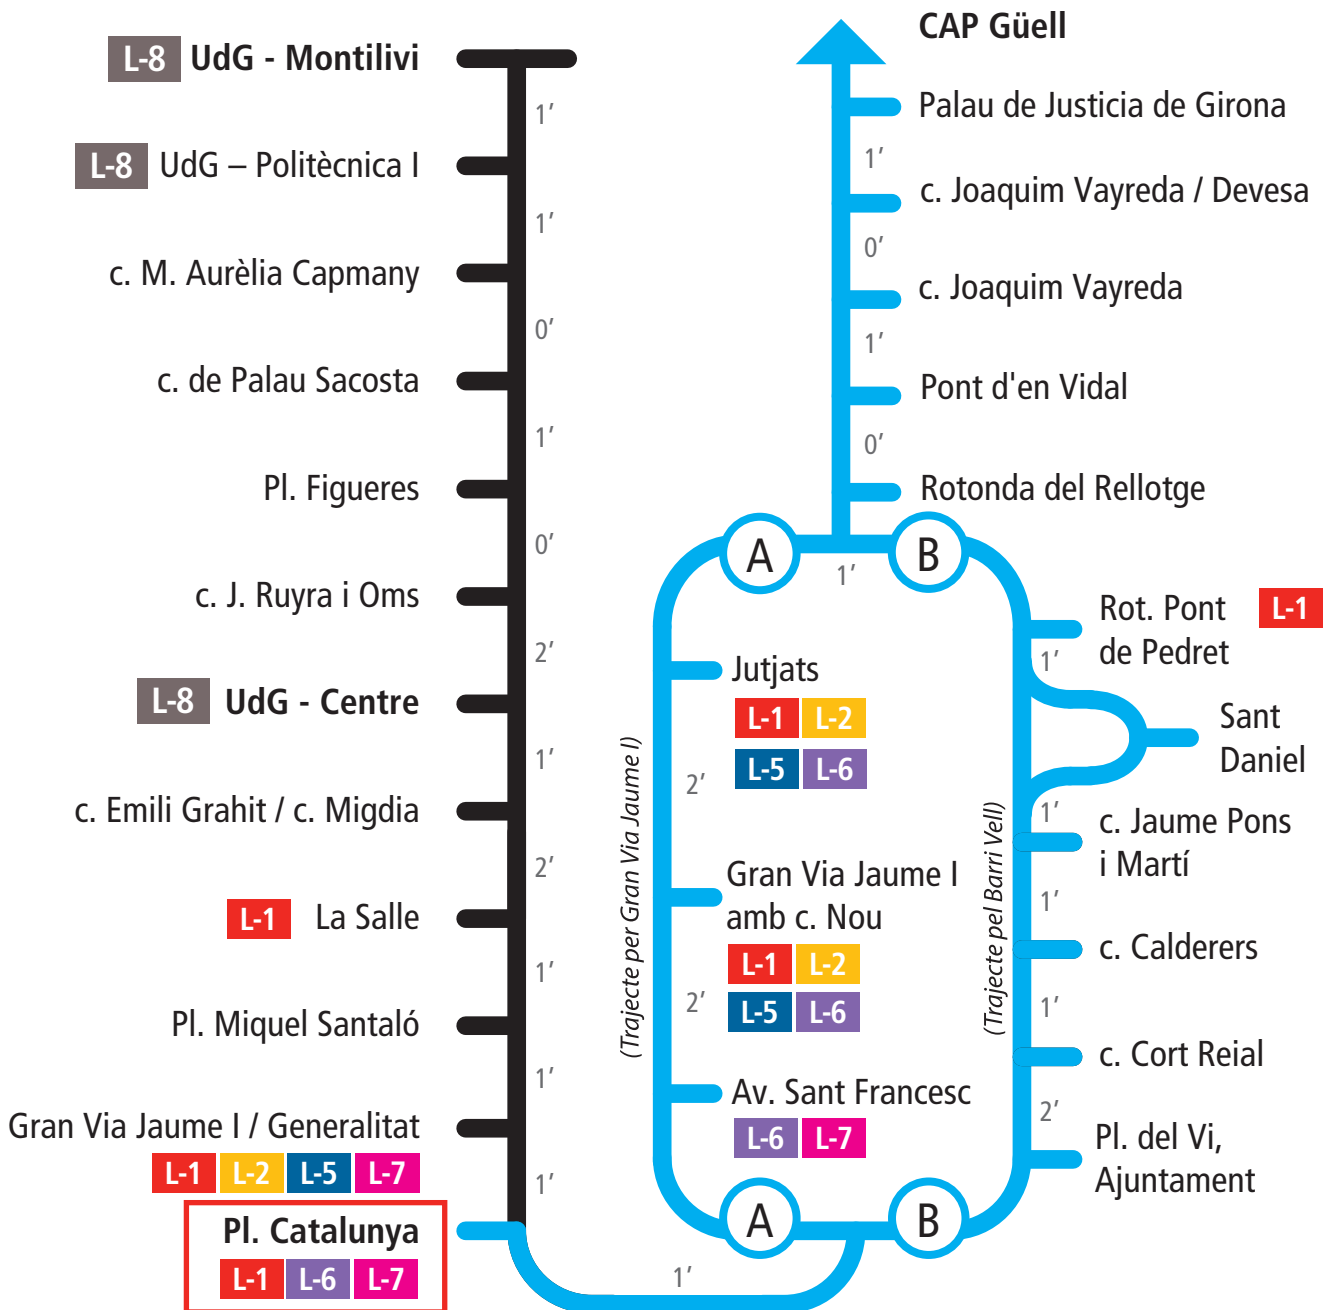 L-8 UdG - Montilivi
1’
L-8 UdG – Politècnica I
1’
c. M. Aurèlia Capmany
0’
c. de Palau Sacosta
1’
Pl. Figueres
0’
c. J. Ruyra i Oms
2’
L-8 UdG - Centre
1’
c. Emili Grahit / c. Migdia
2’
L-1 La Salle
1’
Pl. Miquel Santaló
1’
Gran Via Jaume I / Generalitat
L-1 L-2 L-5 L-7
1’
Pl. Catalunya
L-1 L-6 L-7
1’
CAP Güell
Palau de Justicia de Girona
1’
c. Joaquim Vayreda / Devesa
0’
c. Joaquim Vayreda
1’
Pont d'en Vidal
0’
Rotonda del Rellotge
A B
1’
(Trajecte per Gran Via Jaume I)
Jutjats
L-1 L-2
L-5 L-6
2’
Gran Via Jaume I
amb c. Nou
L-1 L-2
L-5 L-6
2’
Av. Sant Francesc
L-6 L-7
A B
(Trajecte pel Barri Vell)
Rot. Pont L-1
de Pedret
1’
Sant
Daniel
1’
c. Jaume Pons
i Martí
1’
c. Calderers
1’
c. Cort Reial
2’
Pl. del Vi,
Ajuntament